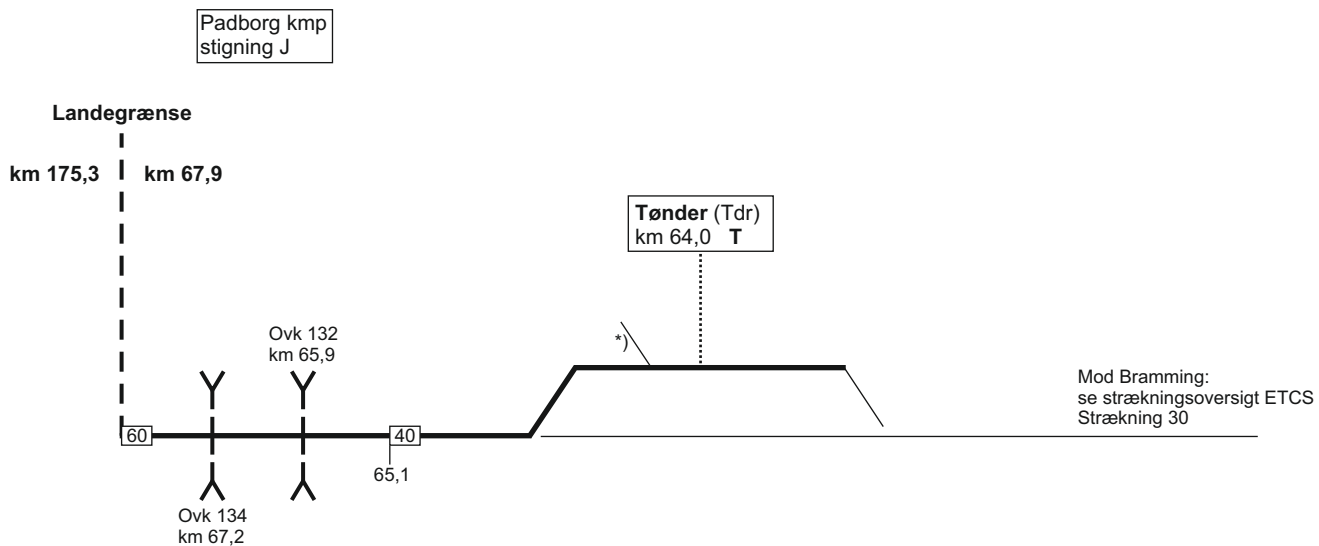 Padborg kmp
stigning J
Landegrænse
km 175,3
km 67,9
Tønder (Tdr)
km 64,0 T
Ovk 132
km 65,9
*)
Mod Bramming:
se strækningsoversigt ETCS
Strækning 30
60
40
65,1
Ovk 134
km 67,2